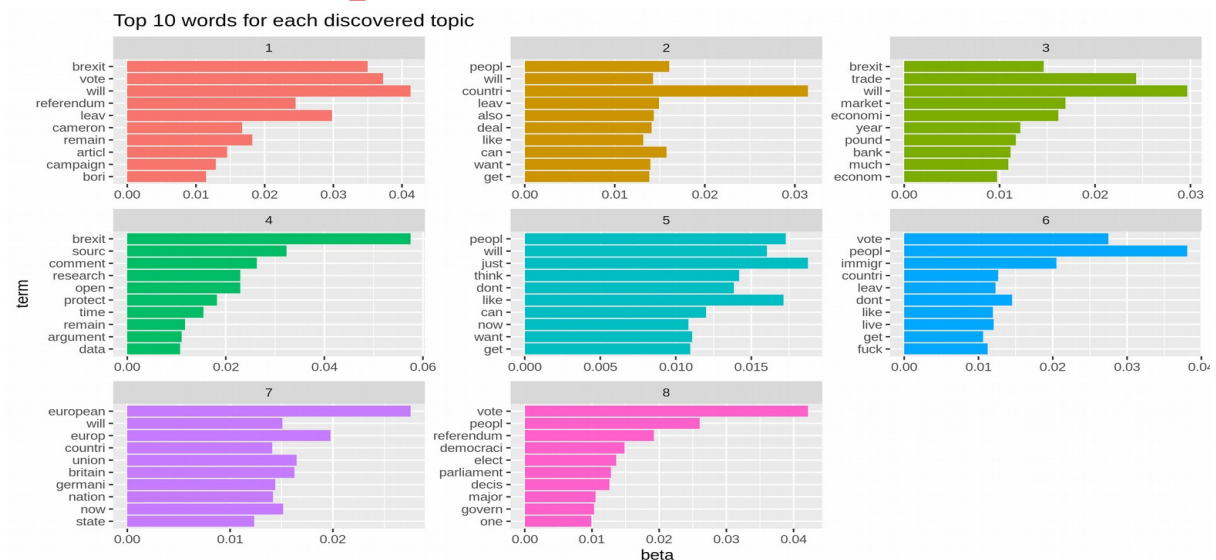 Top 10 words for each discovered topic
1
brexit
vote
will
referendum
leav
cameron
remain
articl
campaign
bori
0.00 0.01 0.02 0.03 0.04
2
peopl
will
countri
leav
also
deal
like
can
want
get
0.00 0.01 0.02 0.03
3
brexit
trade
will
market
economi
year
pound
bank
much
econom
0.00 0.01 0.02 0.03
4
brexit
sourc
comment
research
open
protect
time
remain
argument
data
0.00 0.02 0.04 0.06
5
peopl
will
just
think
dont
like
can
now
want
get
0.000 0.005 0.010 0.015
6
vote
peopl
immigr
countri
leav
dont
like
live
get
fuck
0.00 0.01 0.02 0.03 0.04
7
european
will
europ
countri
union
britain
germani
nation
now
state
0.00 0.01 0.02
8
vote
peopl
referendum
democraci
elect
parliament
decis
major
govern
one
0.00 0.01 0.02 0.03 0.04
term
beta